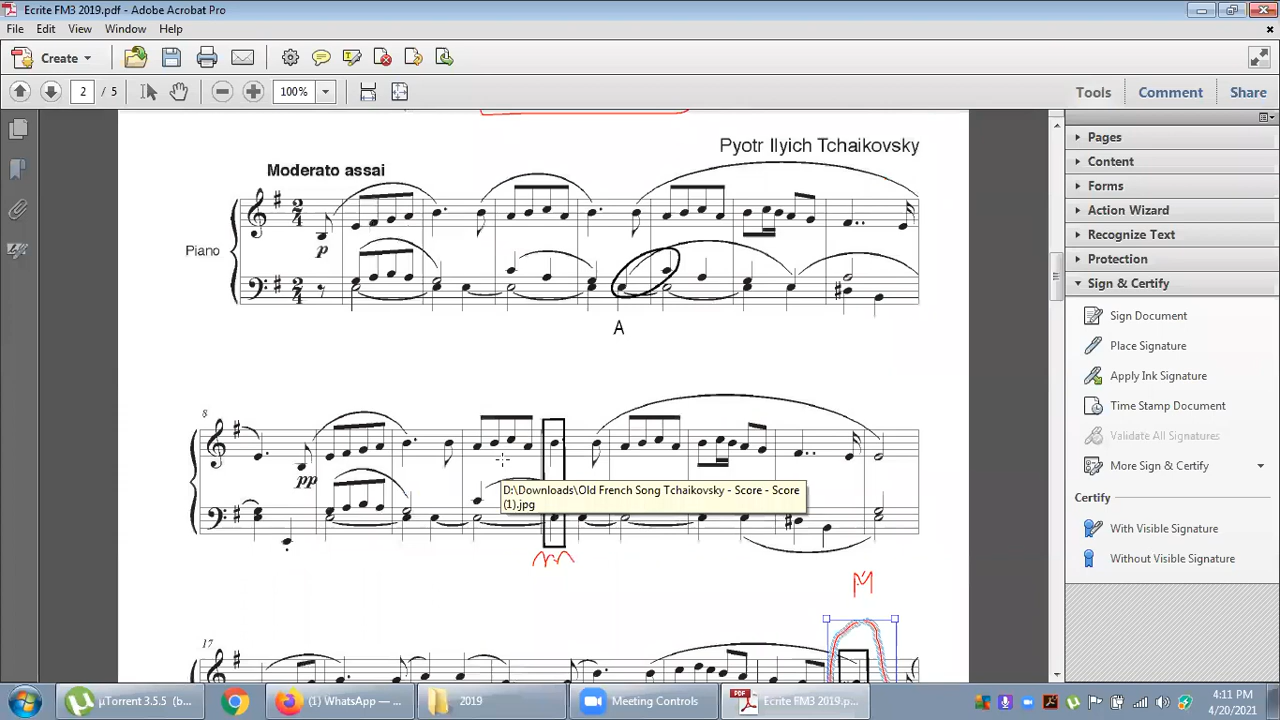 Ecrite FM3 2019.pdf - Adobe Acrobat Pro
File Edit View Window Help
Create
2 / 5 100% Tools Comment Share
Pages
Content
Forms
Action Wizard
Recognize Text
Protection
Sign & Certify
Sign Document
Place Signature
Apply Ink Signature
Time Stamp Document
Validate All Signatures
More Sign & Certify
Certify
With Visible Signature
Without Visible Signature
Pyotr Ilyich Tchaikovsky
Moderato assai
Piano
p
A
8
pp
D:\Downloads\Old French Song Tchaikovsky - Score - Score
(1).jpg
m
M
17
µTorrent 3.5.5 (b...
(1) WhatsApp — ...
2019
Meeting Controls
Ecrite FM3 2019.p...
4:11 PM
4/20/2021